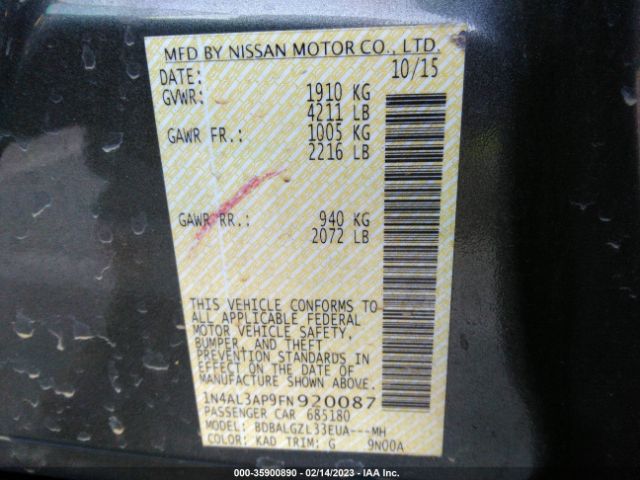 MFD BY NISSAN MOTOR CO., LTD.
DATE: 10/15
GVWR: 1910 KG
4211 LB
GAWR FR.: 1005 KG
2216 LB
GAWR RR.: 940 KG
2072 LB
THIS VEHICLE CONFORMS TO
ALL APPLICABLE FEDERAL
MOTOR VEHICLE SAFETY,
BUMPER, AND THEFT
PREVENTION STANDARDS IN
EFFECT ON THE DATE OF
MANUFACTURE SHOWN ABOVE.
1N4AL3AP9FN920087
PASSENGER CAR 685180
MODEL: BDBALGZL33EUA---MH
COLOR: KAD TRIM: G 9N00A
000-35900890 - 02/14/2023 - IAA Inc.